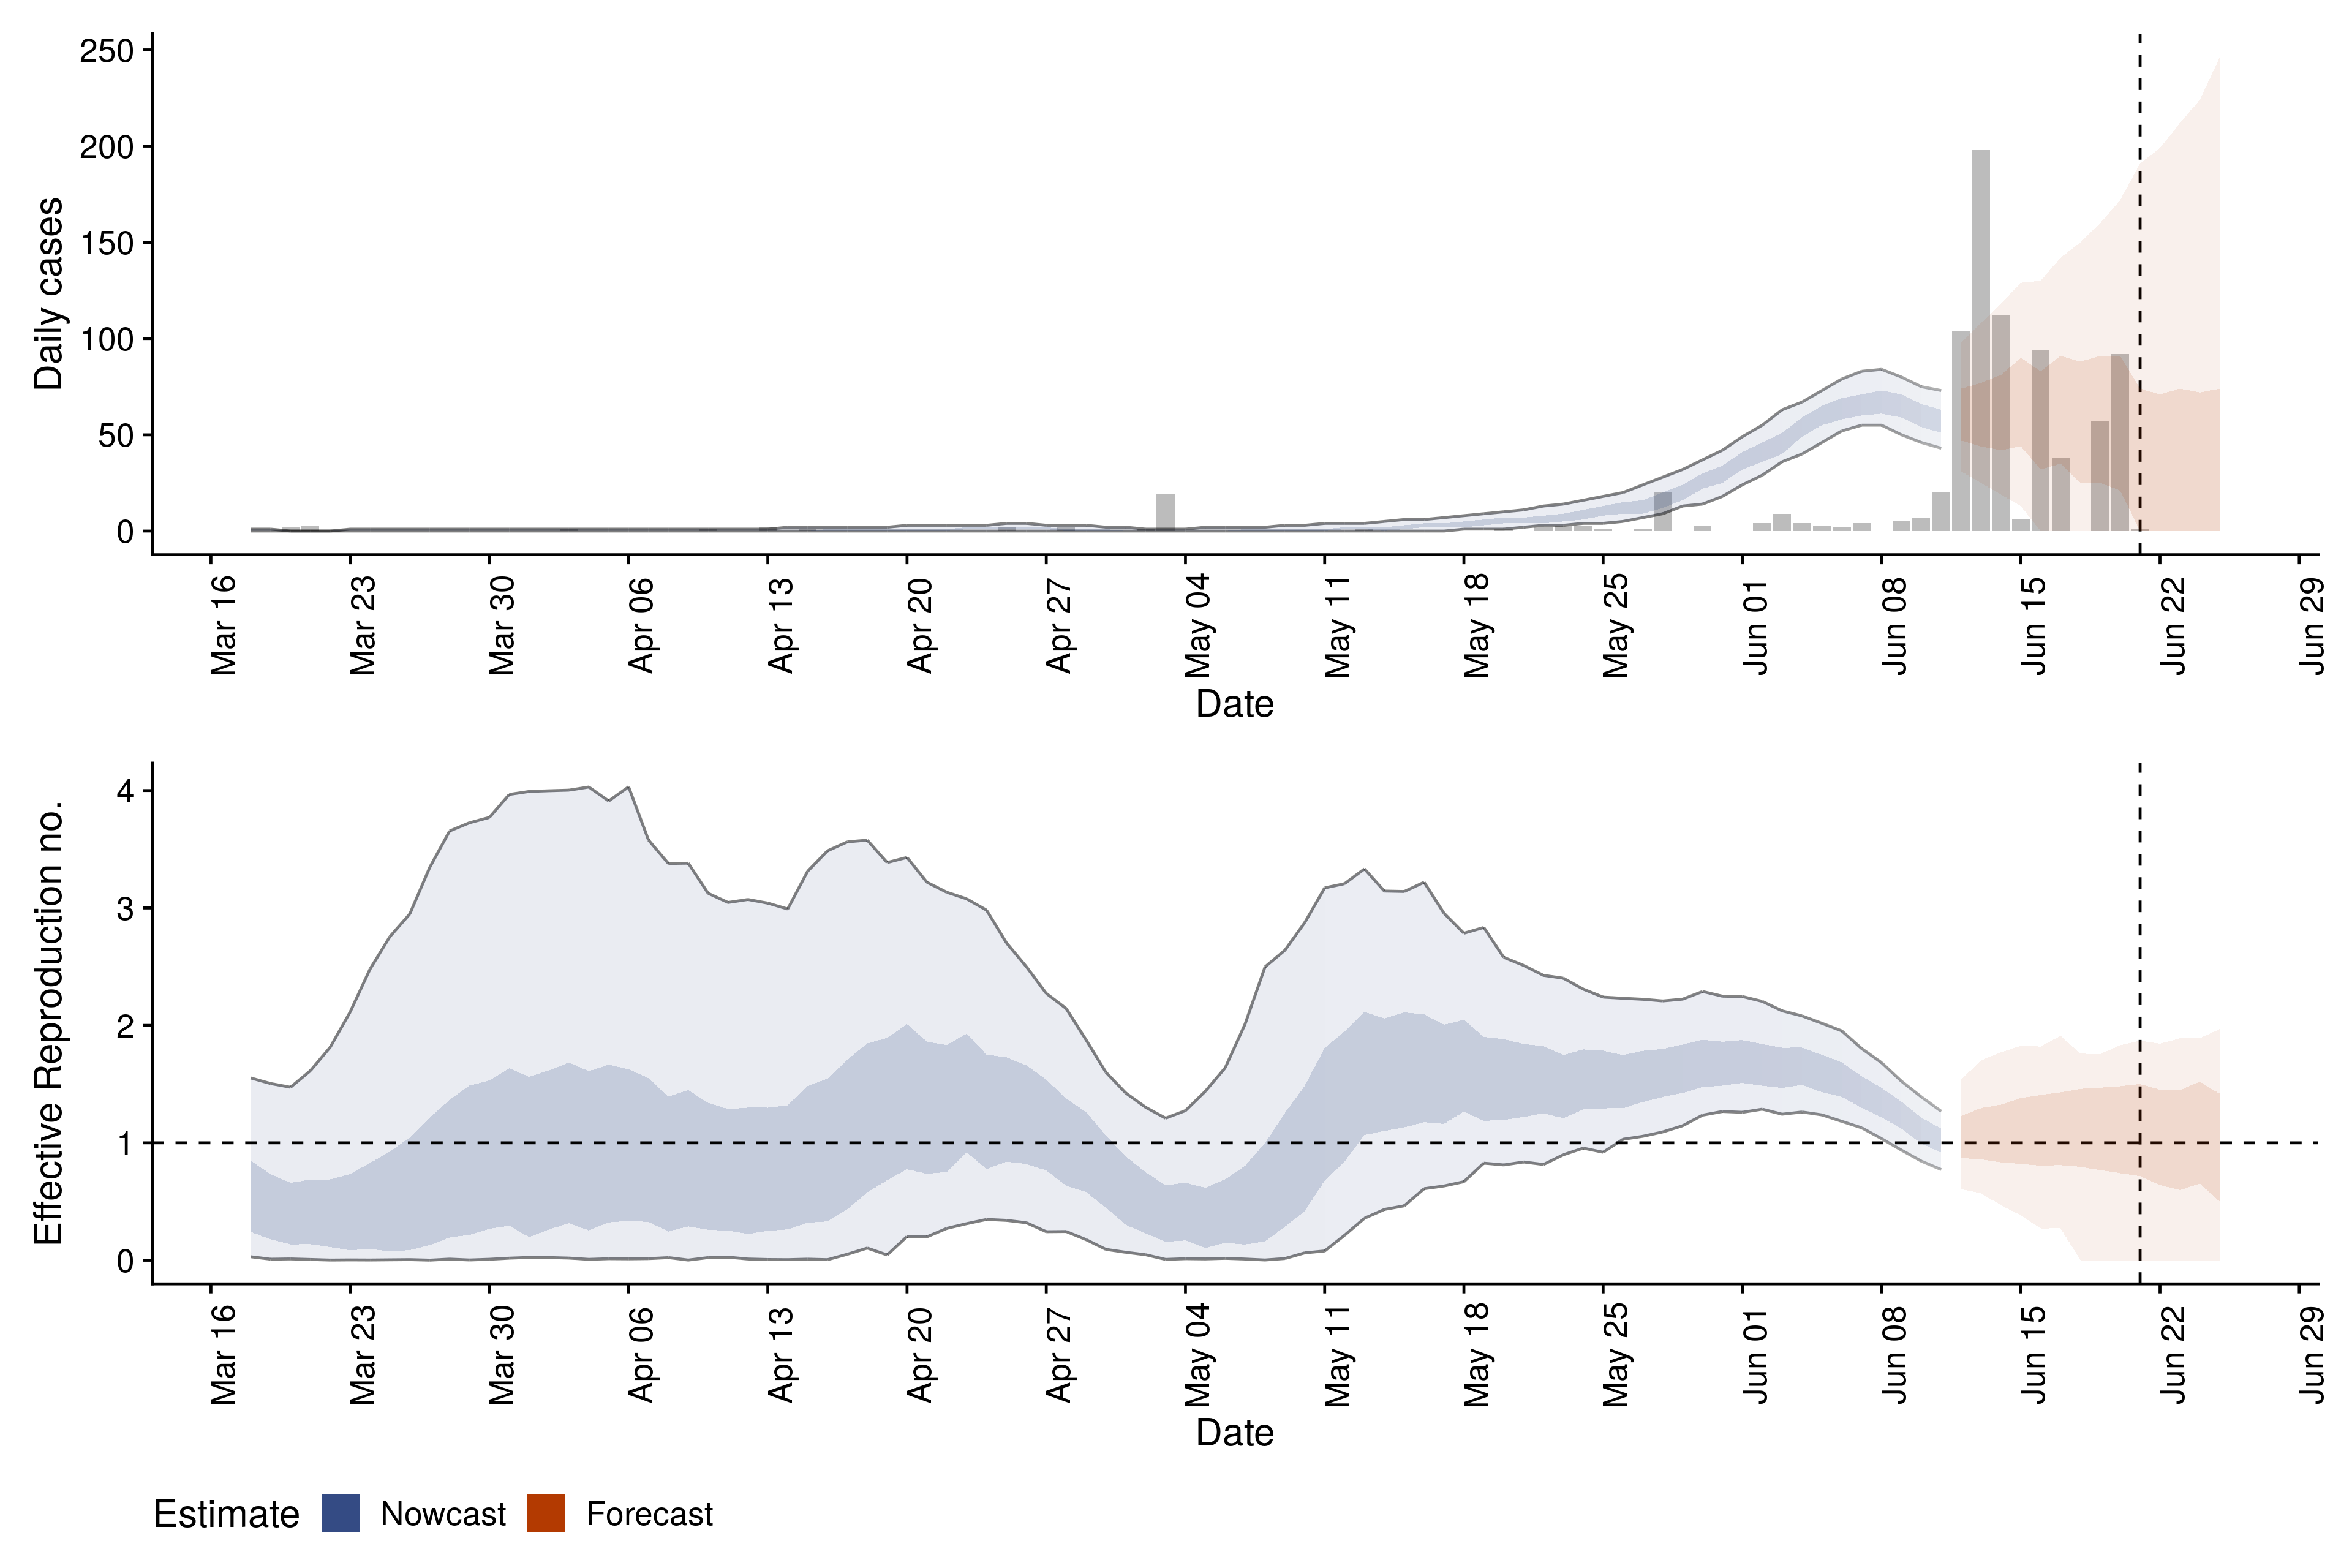 250
200
150
100
50
0
Daily cases
Mar 16
Mar 23
Mar 30
Apr 06
Apr 13
Apr 20
Apr 27
May 04
May 11
May 18
May 25
Jun 01
Jun 08
Jun 15
Jun 22
Jun 29
Date
4
3
2
1
0
Effective Reproduction no.
Mar 16
Mar 23
Mar 30
Apr 06
Apr 13
Apr 20
Apr 27
May 04
May 11
May 18
May 25
Jun 01
Jun 08
Jun 15
Jun 22
Jun 29
Date
Estimate Nowcast Forecast